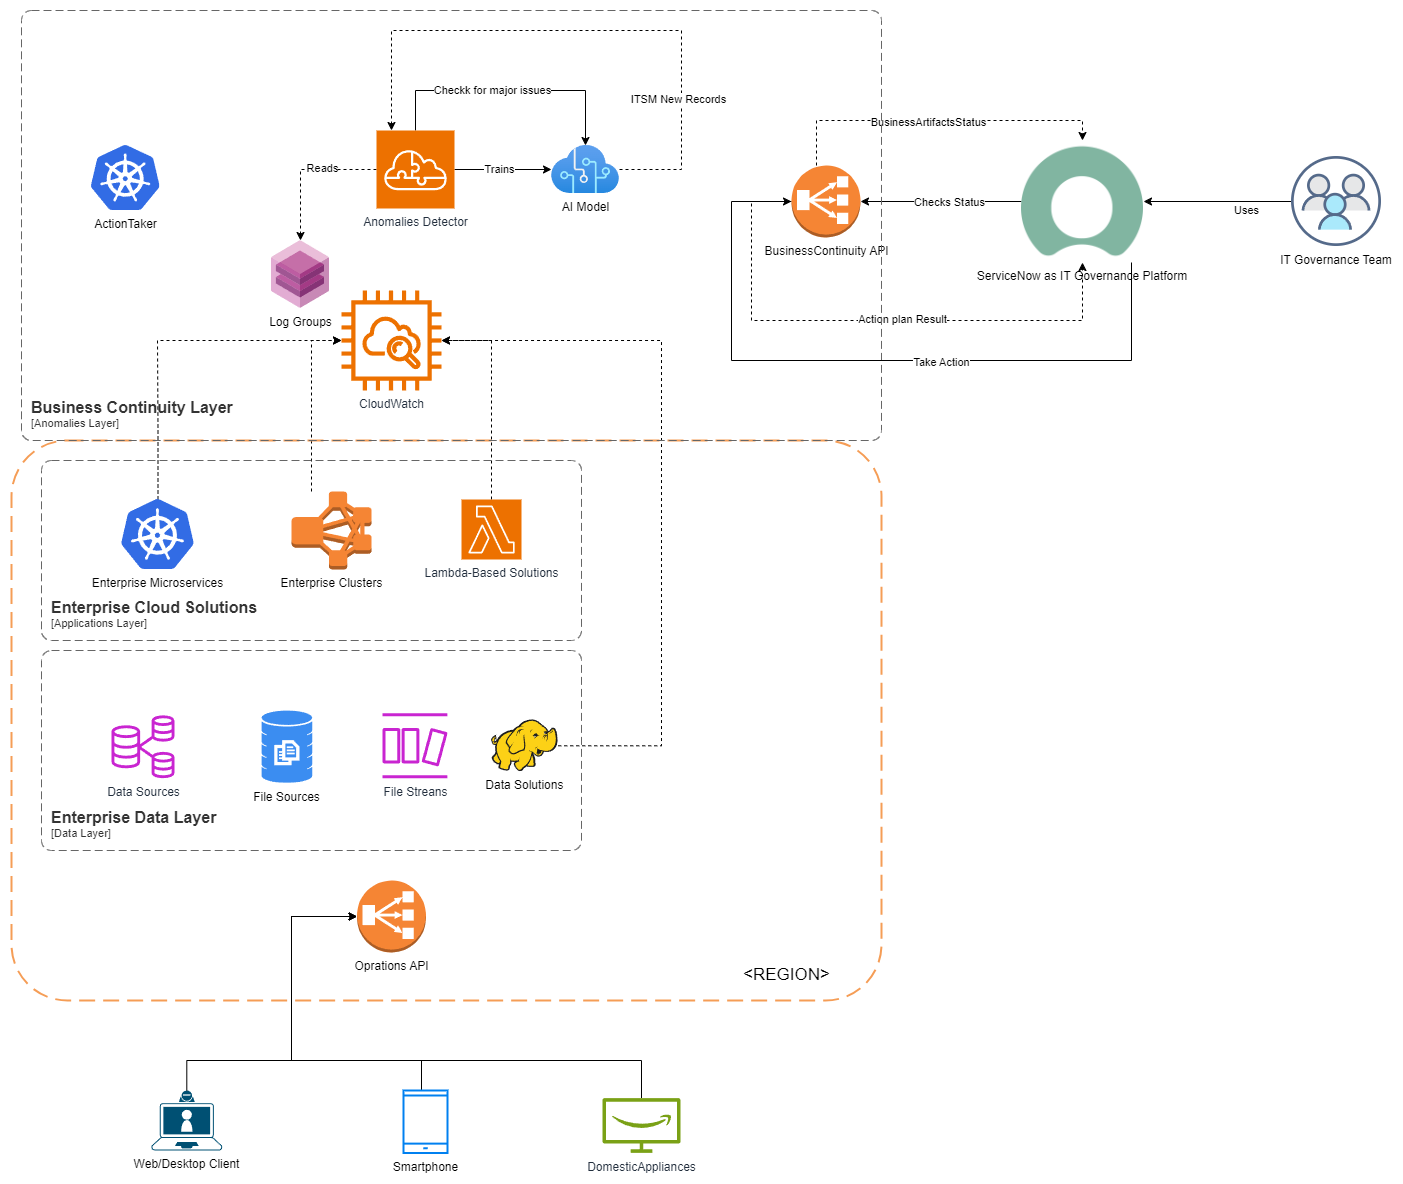 Checkk for major issues
ITSM New Records
BusinessArtifactsStatus
Reads
Trains
ActionTaker
Anomalies Detector
AI Model
Checks Status
Uses
BusinessContinuity API
ServiceNow as IT Governance Platform
IT Governance Team
Log Groups
Action plan Result
Take Action
CloudWatch
Business Continuity Layer
[Anomalies Layer]
Enterprise Microservices
Enterprise Clusters
Lambda-Based Solutions
Enterprise Cloud Solutions
[Applications Layer]
Data Sources
File Sources
File Streans
Data Solutions
Enterprise Data Layer
[Data Layer]
Oprations API
<REGION>
Web/Desktop Client
Smartphone
DomesticAppliances